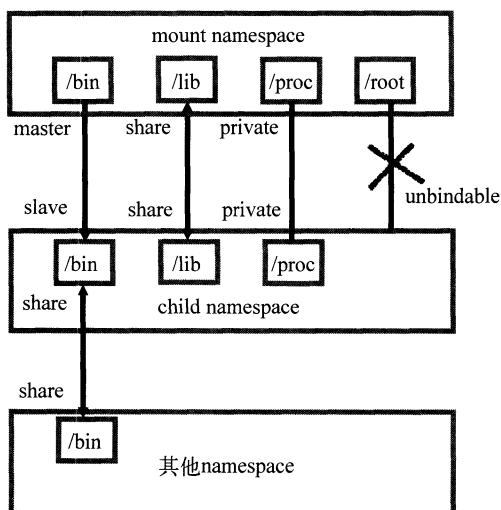 mount namespace
/bin /lib /proc /root
master share private
unbindable
slave share private
/bin /lib /proc
share
child namespace
share
/bin
其他namespace